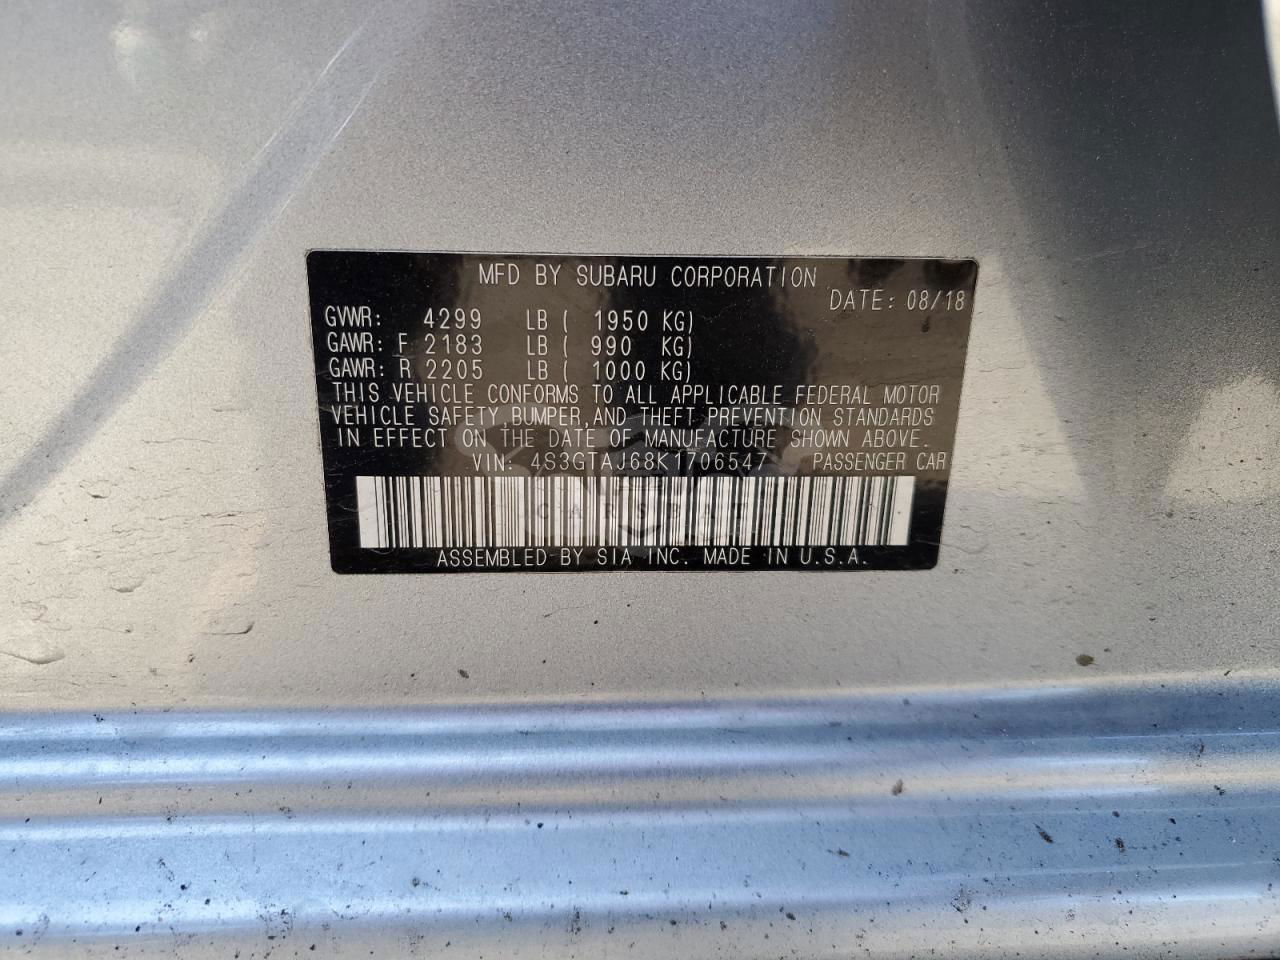 MFD BY SUBARU CORPORATION
DATE: 08/18
GVWR: 4299 LB ( 1950 KG)
GAWR: F 2183 LB ( 990 KG)
GAWR: R 2205 LB ( 1000 KG)
THIS VEHICLE CONFORMS TO ALL APPLICABLE FEDERAL MOTOR
VEHICLE SAFETY,BUMPER,AND THEFT PREVENTION STANDARDS
IN EFFECT ON THE DATE OF MANUFACTURE SHOWN ABOVE.
VIN: 4S3GTAJ68K1706547 PASSENGER CAR
CARSBAT
ASSEMBLED BY SIA INC. MADE IN U.S.A.